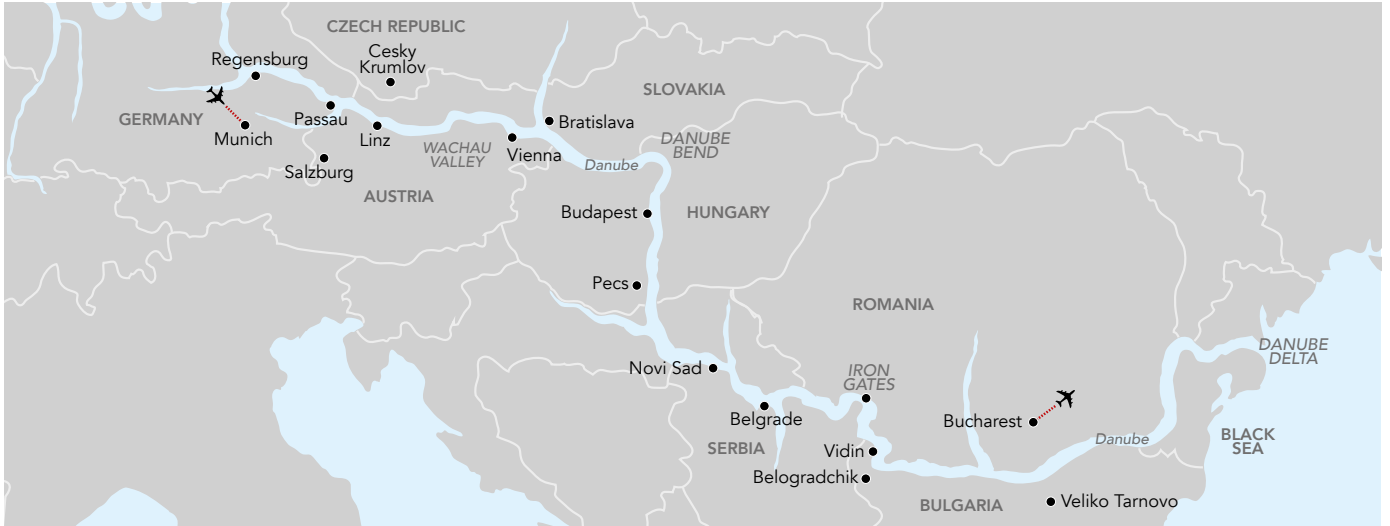 CZECH REPUBLIC
Cesky
Krumlov
Regensburg
SLOVAKIA
GERMANY
Munich
Passau
Linz
Bratislava
WACHAU
VALLEY
Vienna
DANUBE
BEND
Danube
Salzburg
AUSTRIA
Budapest
HUNGARY
Pecs
ROMANIA
Novi Sad
IRON
GATES
DANUBE
DELTA
Belgrade
Bucharest
Danube
BLACK
SEA
SERBIA
Vidin
Belogradchik
BULGARIA
Veliko Tarnovo